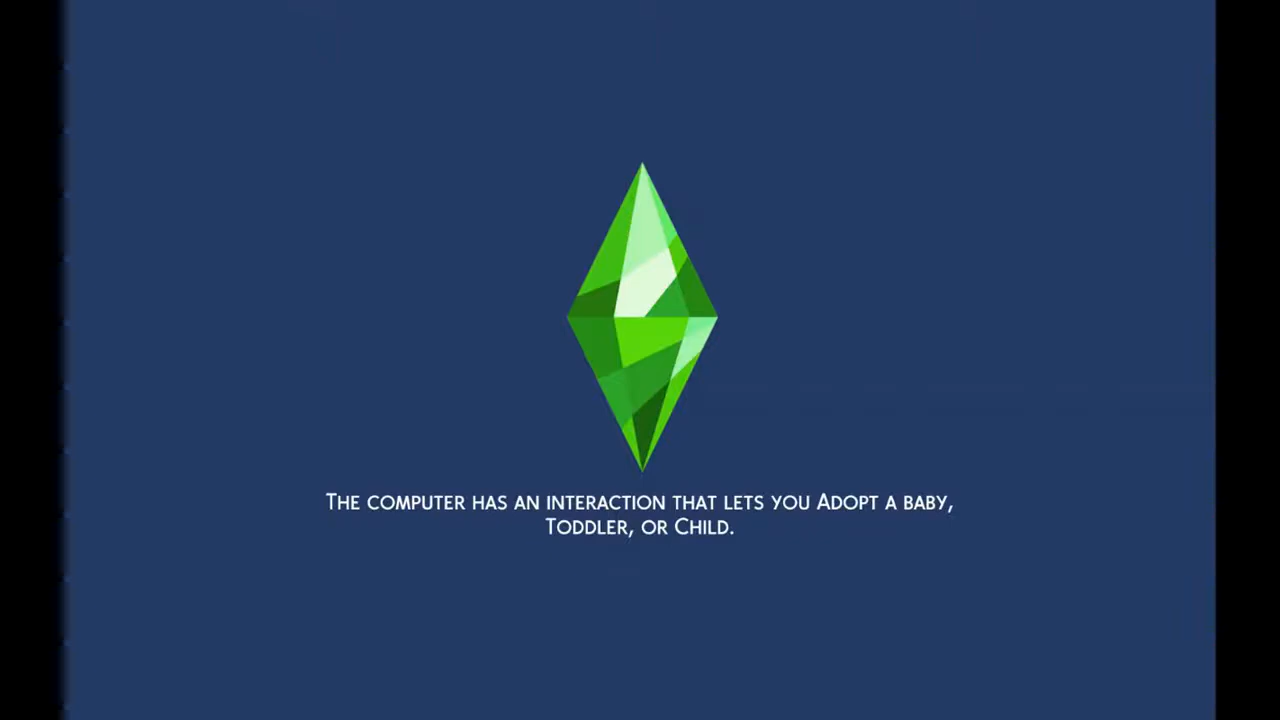 The computer has an interaction that lets you Adopt a baby,
Toddler, or Child.